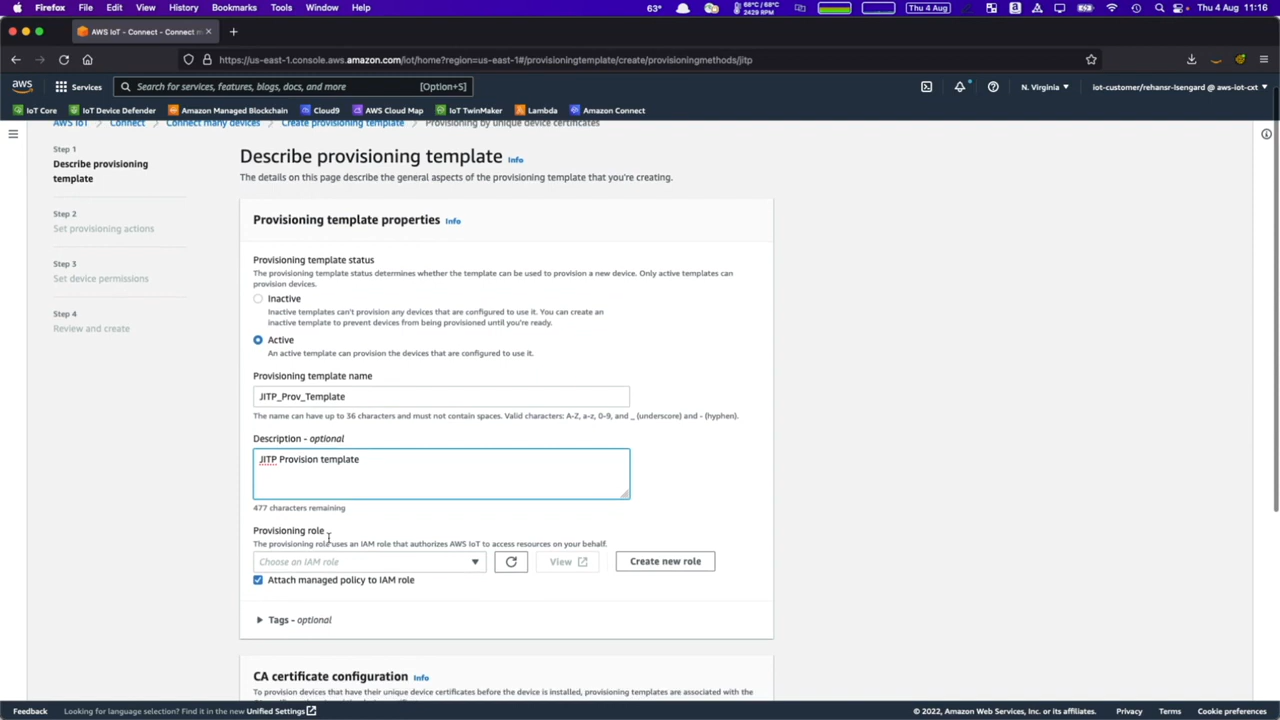 Firefox File Edit View History Bookmarks Tools Window Help 63° 68°C/ 68°C 2429 RPM Thu 4 Aug Thu 4 Aug 11:16
AWS IoT - Connect - Connect m
https://us-east-1.console.aws.amazon.com/iot/home?region=us-east-1#/provisioningtemplate/create/provisioningmethods/jitp
aws Services Search for services, features, blogs, docs, and more [Option+S] N. Virginia iot-customer/rehansr-isengard @ aws-iot-cxt
IoT Core IoT Device Defender Amazon Managed Blockchain Cloud9 AWS Cloud Map IoT TwinMaker Lambda Amazon Connect
AWS IoT Connect Connect many devices Create provisioning template Provisioning by unique device certificates
Step 1
Describe provisioning
template
Step 2
Set provisioning actions
Step 3
Set device permissions
Step 4
Review and create
Describe provisioning template Info
The details on this page describe the general aspects of the provisioning template that you're creating.
Provisioning template properties Info
Provisioning template status
The provisioning template status determines whether the template can be used to provision a new device. Only active templates can
provision devices.
Inactive
Inactive templates can't provision any devices that are configured to use it. You can create an
inactive template to prevent devices from being provisioned until you're ready.
Active
An active template can provision the devices that are configured to use it.
Provisioning template name
JITP_Prov_Template
The name can have up to 36 characters and must not contain spaces. Valid characters: A-Z, a-z, 0-9, and _ (underscore) and - (hyphen).
Description - optional
JITP Provision template
477 characters remaining
Provisioning role
The provisioning role uses an IAM role that authorizes AWS IoT to access resources on your behalf.
Choose an IAM role View Create new role
Attach managed policy to IAM role
Tags - optional
CA certificate configuration Info
To provision devices that have their unique device certificates before the device is installed, provisioning templates are associated with the
Feedback Looking for language selection? Find it in the new Unified Settings © 2022, Amazon Web Services, Inc. or its affiliates. Privacy Terms Cookie preferences